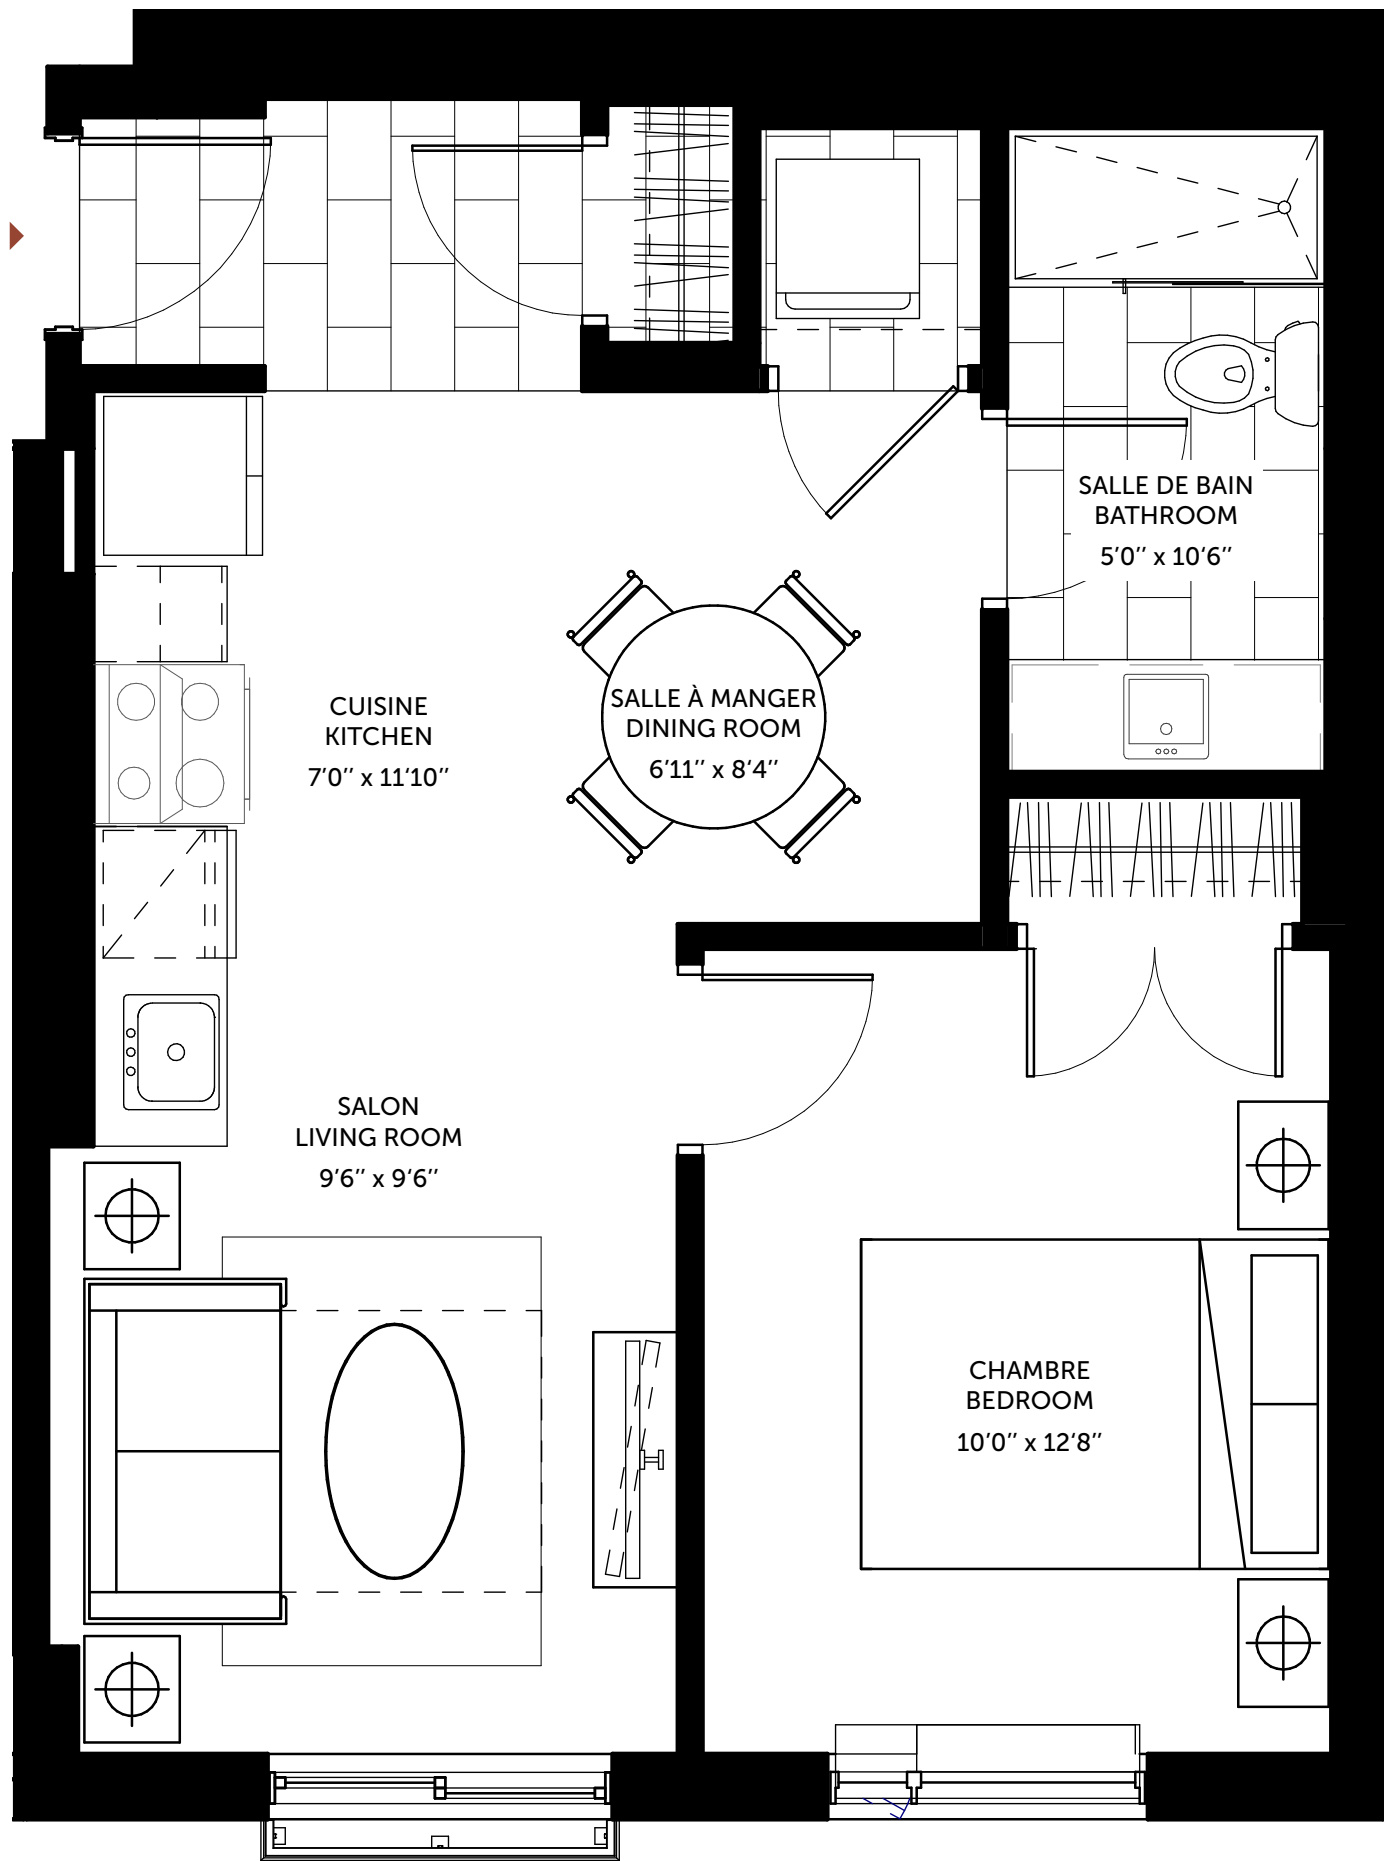 SALLE DE BAIN
BATHROOM
5'0'' x 10'6''
CUISINE
KITCHEN
7'0'' x 11'10''
SALLE À MANGER
DINING ROOM
6'11'' x 8'4''
SALON
LIVING ROOM
9'6'' x 9'6''
CHAMBRE
BEDROOM
10'0'' x 12'8''